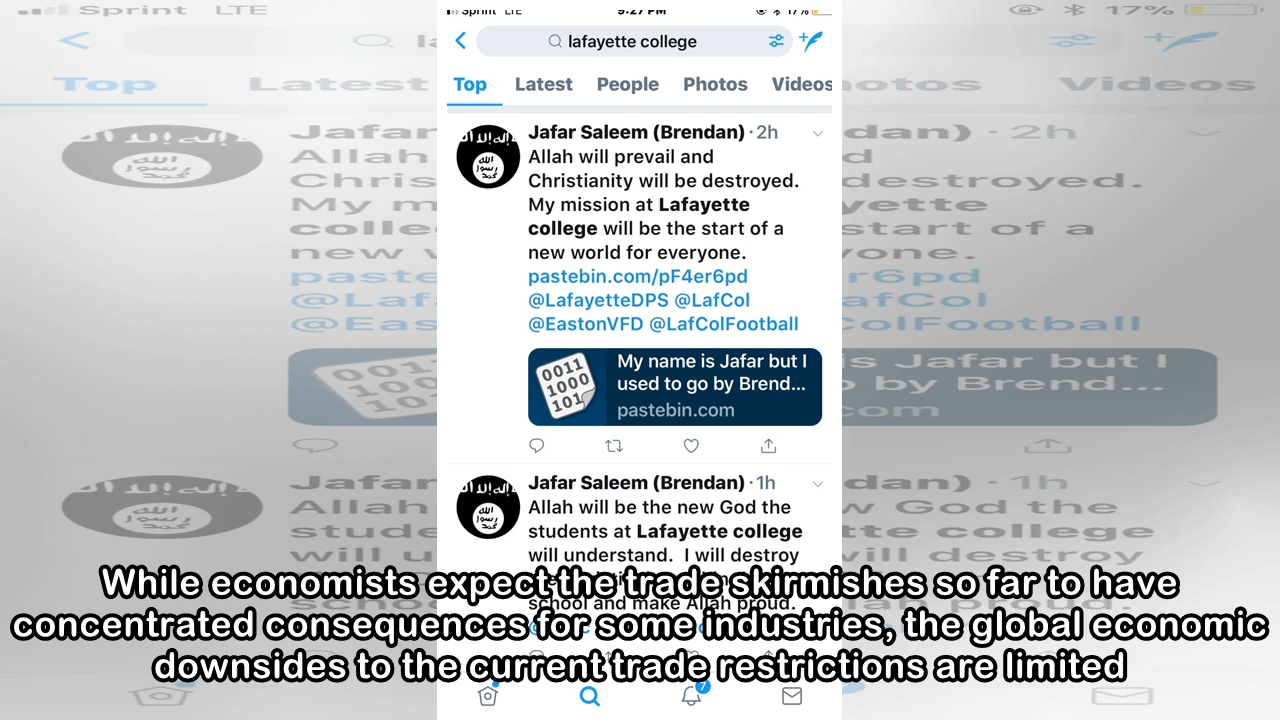 Sprint LTE 9:27 PM 17%
lafayette college
Top Latest People Photos Videos
Jafar Saleem (Brendan) · 2h
Allah will prevail and
Christianity will be destroyed.
My mission at Lafayette
college will be the start of a
new world for everyone.
pastebin.com/pF4er6pd
@LafayetteDPS @LafCol
@EastonVFD @LafColFootball
0011
1000
101
My name is Jafar but I
used to go by Brend...
pastebin.com
Jafar Saleem (Brendan) · 1h
Allah will be the new God the
students at Lafayette college
will understand. I will destroy
school and make Allah proud.
While economists expect the trade skirmishes so far to have
concentrated consequences for some industries, the global economic
downsides to the current trade restrictions are limited
7